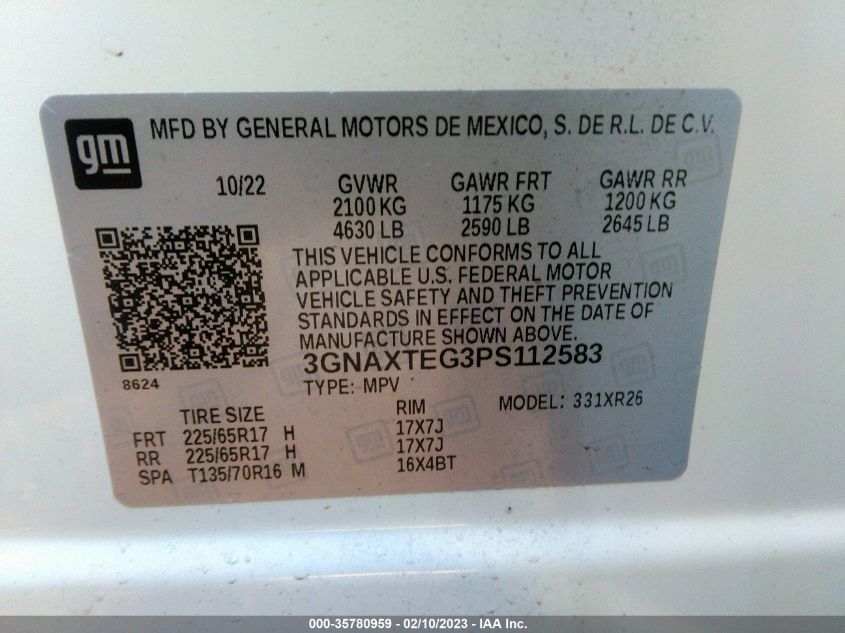 gm MFD BY GENERAL MOTORS DE MEXICO, S. DE R.L. DE C.V.
10/22 GVWR GAWR FRT GAWR RR
2100 KG 1175 KG 1200 KG
4630 LB 2590 LB 2645 LB
THIS VEHICLE CONFORMS TO ALL
APPLICABLE U.S. FEDERAL MOTOR
VEHICLE SAFETY AND THEFT PREVENTION
STANDARDS IN EFFECT ON THE DATE OF
MANUFACTURE SHOWN ABOVE.
3GNAXTEG3PS112583
8624 TYPE: MPV MODEL: 331XR26
TIRE SIZE RIM
FRT 225/65R17 H 17X7J
RR 225/65R17 H 17X7J
SPA T135/70R16 M 16X4BT
000-35780959 - 02/10/2023 - IAA Inc.